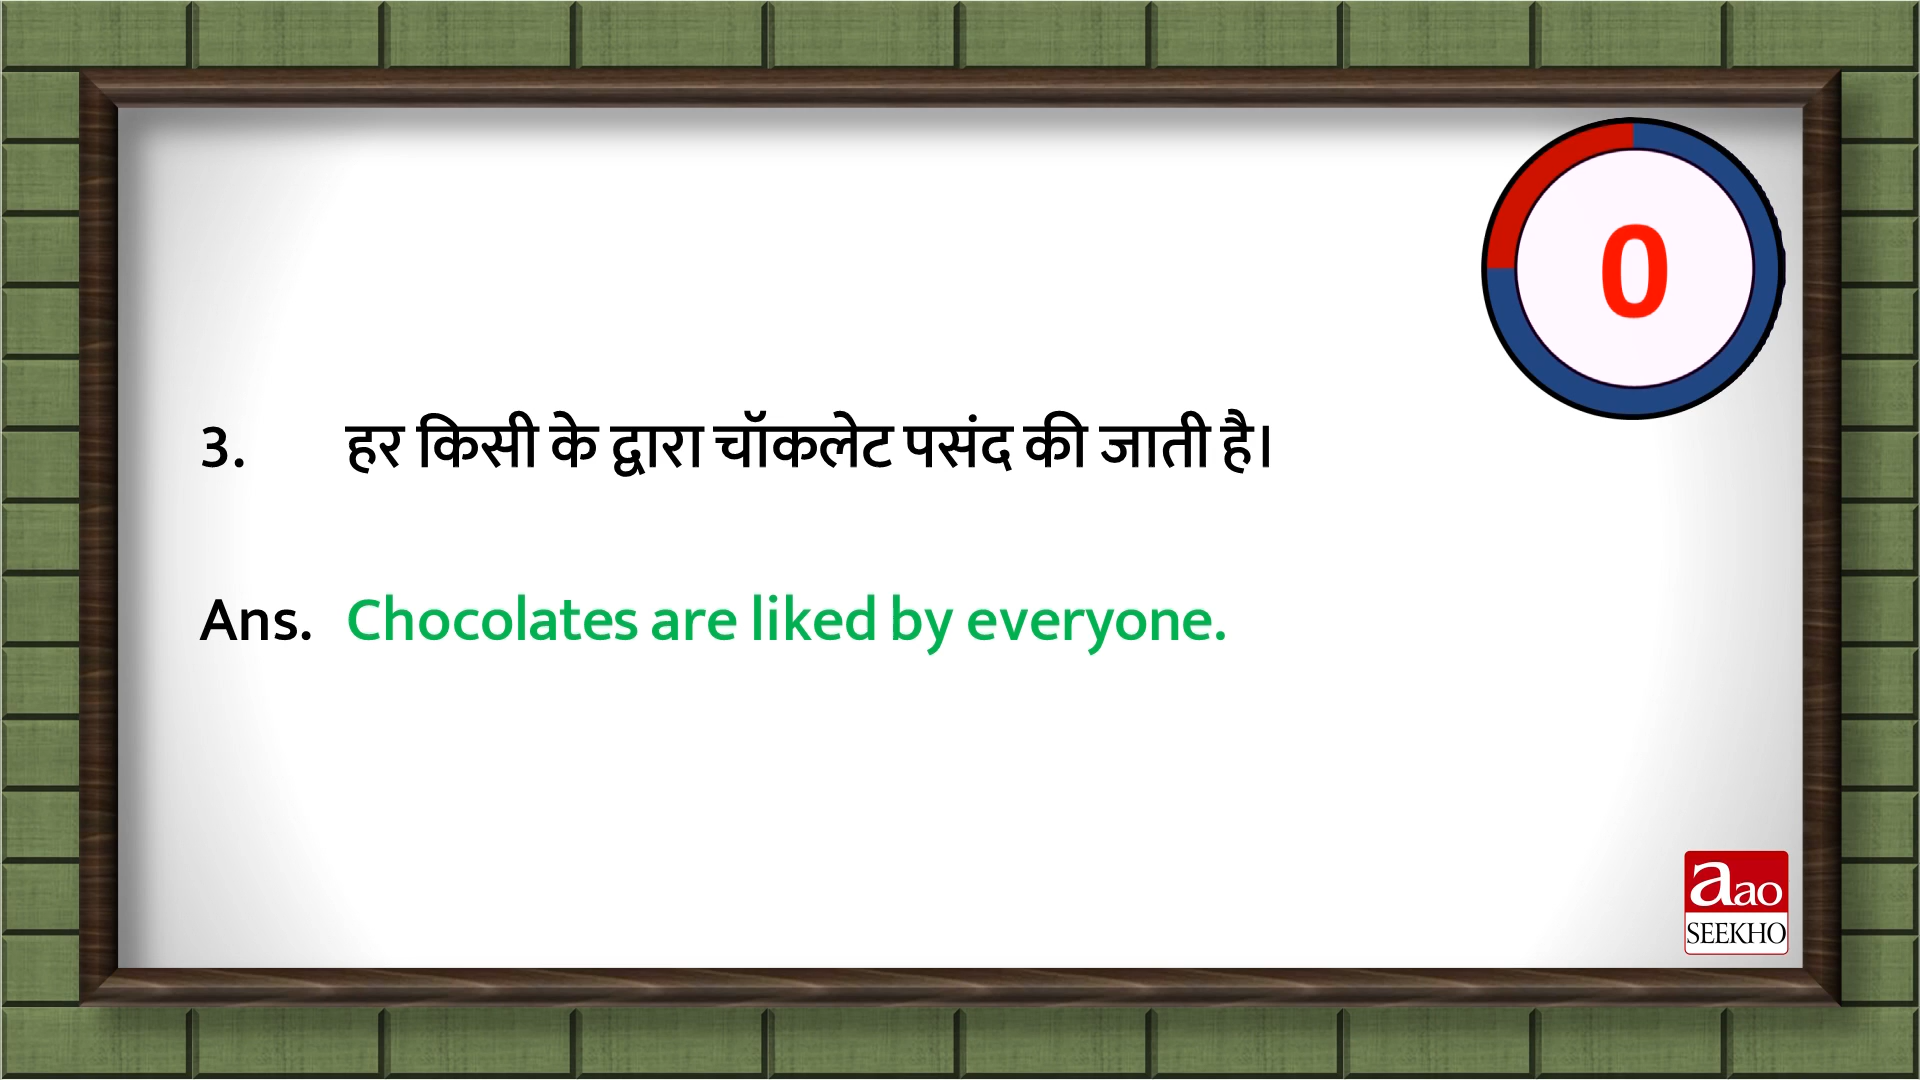 0
3. हर किसी के द्वारा चॉकलेट पसंद की जाती है।
Ans. Chocolates are liked by everyone.
aao
SEEKHO